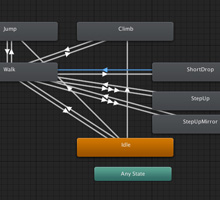 Jump
Climb
Walk
ShortDrop
StepUp
StepUpMirror
Idle
Any State